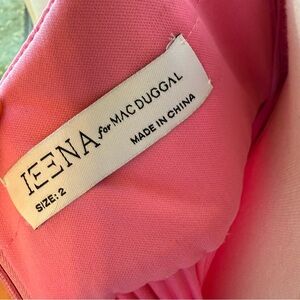 IEENA for MAC DUGGAL
SIZE: 2
MADE IN CHINA